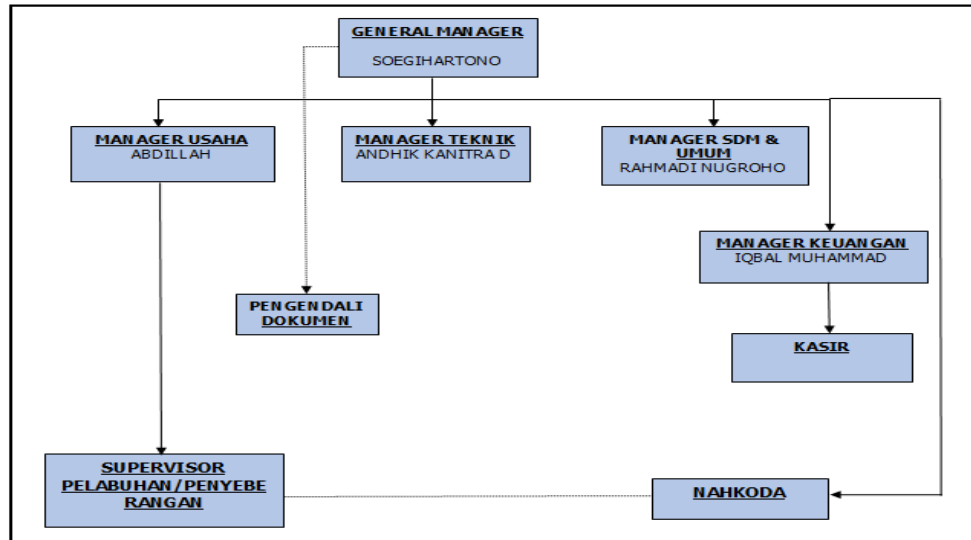 GENERAL MANAGER
SOEGIHARTONO
MANAGER USAHA
ABDILLAH
MANAGER TEKNIK
ANDHIK KANITRA D
MANAGER SDM &
UMUM
RAHMADI NUGROHO
MANAGER KEUANGAN
IQBAL MUHAMMAD
PENGENDALI
DOKUMEN
KASIR
SUPERVISOR
PELABUHAN/PENYEBE
RANGAN
NAHKODA